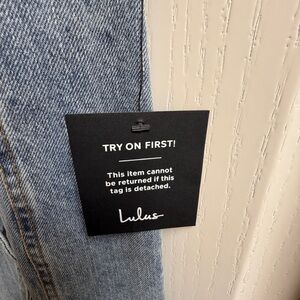 TRY ON FIRST!
This item cannot
be returned if this
tag is detached.
Lulus